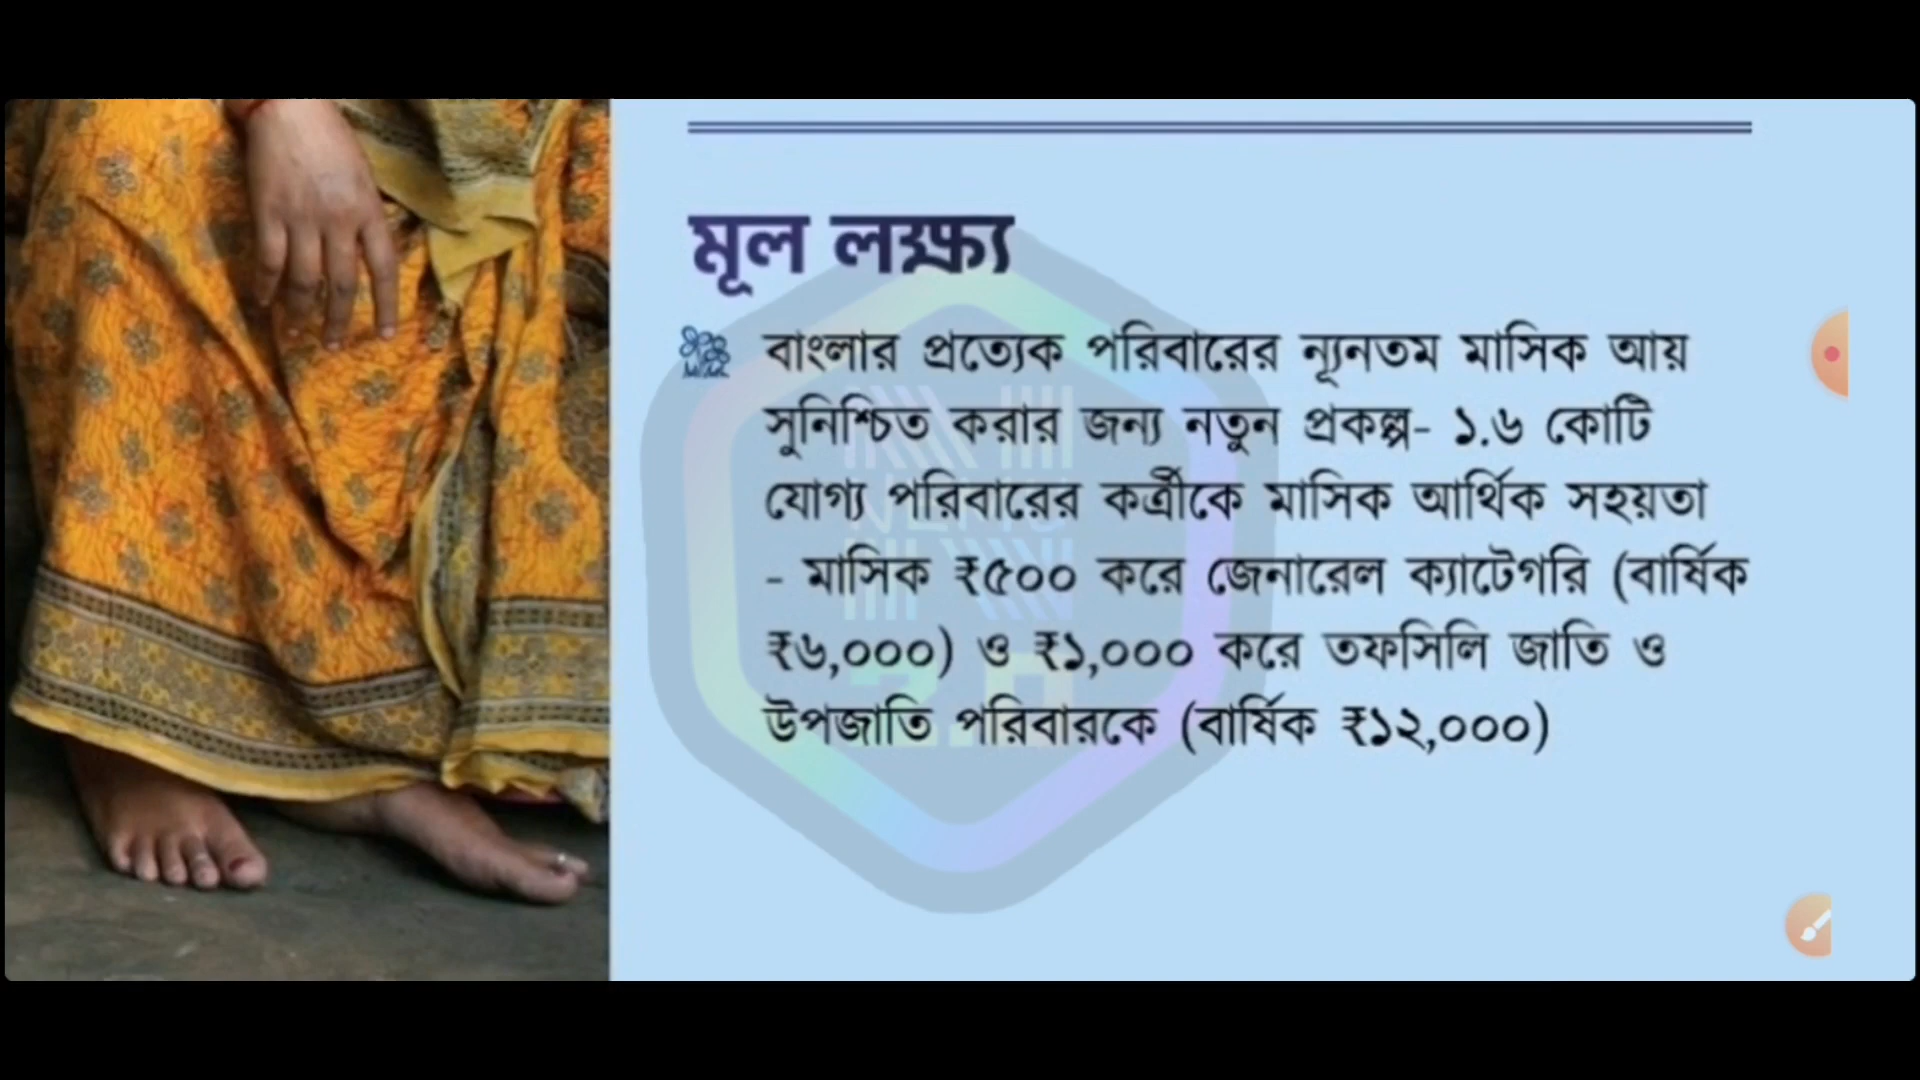 মূল লক্ষ্য
বাংলার প্রত্যেক পরিবারের ন্যূনতম মাসিক আয়
সুনিশ্চিত করার জন্য নতুন প্রকল্প- ১.৬ কোটি
যোগ্য পরিবারের কর্ত্রীকে মাসিক আর্থিক সহয়তা
- মাসিক ₹৫০০ করে জেনারেল ক্যাটেগরি (বার্ষিক
₹৬,০০০) ও ₹১,০০০ করে তফসিলি জাতি ও
উপজাতি পরিবারকে (বার্ষিক ₹১২,০০০)